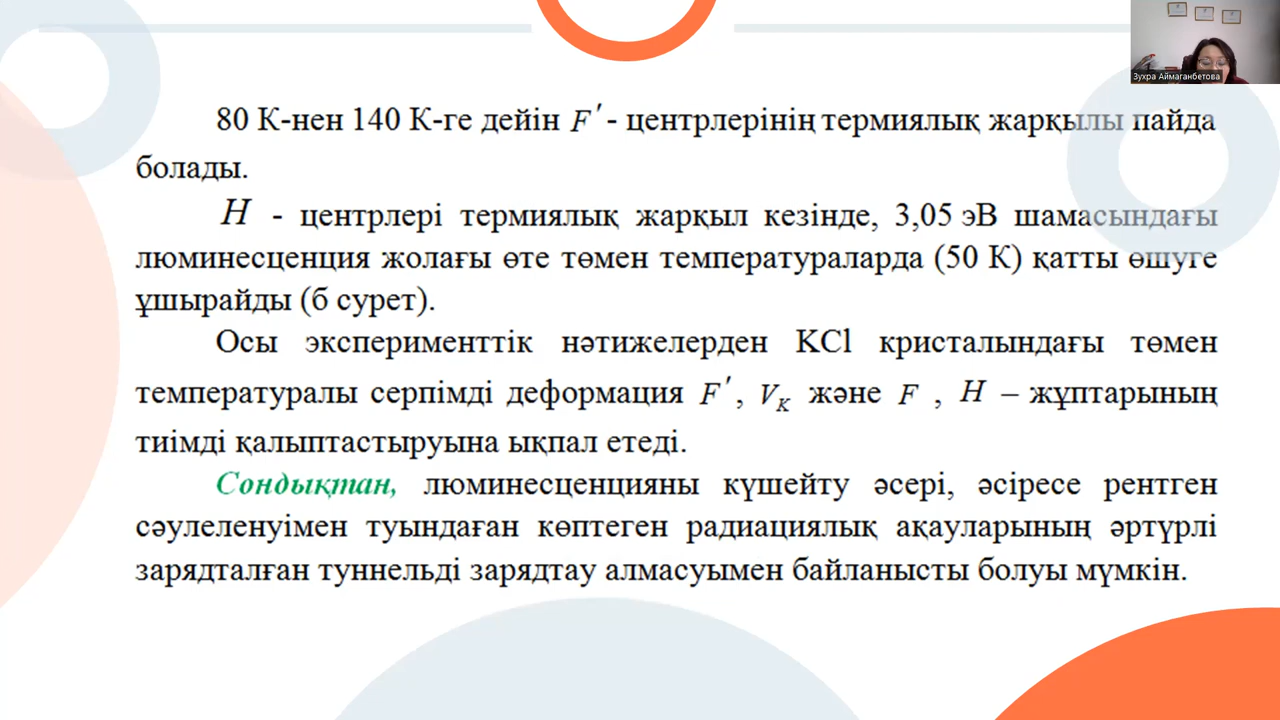 Зухра Аймаганбетова
80 К-нен 140 К-ге дейін F′ - центрлерінің термиялық жарқылы пайда
болады.
H - центрлері термиялық жарқыл кезінде, 3,05 эВ шамасындағы
люминесценция жолағы өте төмен температураларда (50 К) қатты өшуге
ұшырайды (б сурет).
Осы эксперименттік нәтижелерден KCl кристалындағы төмен
температуралы серпімді деформация F′, V_K және F , H – жұптарының
тиімді қалыптастыруына ықпал етеді.
Сондықтан, люминесценцияны күшейту әсері, әсіресе рентген
сәулеленуімен туындаған көптеген радиациялық ақауларының әртүрлі
зарядталған туннельді зарядтау алмасуымен байланысты болуы мүмкін.